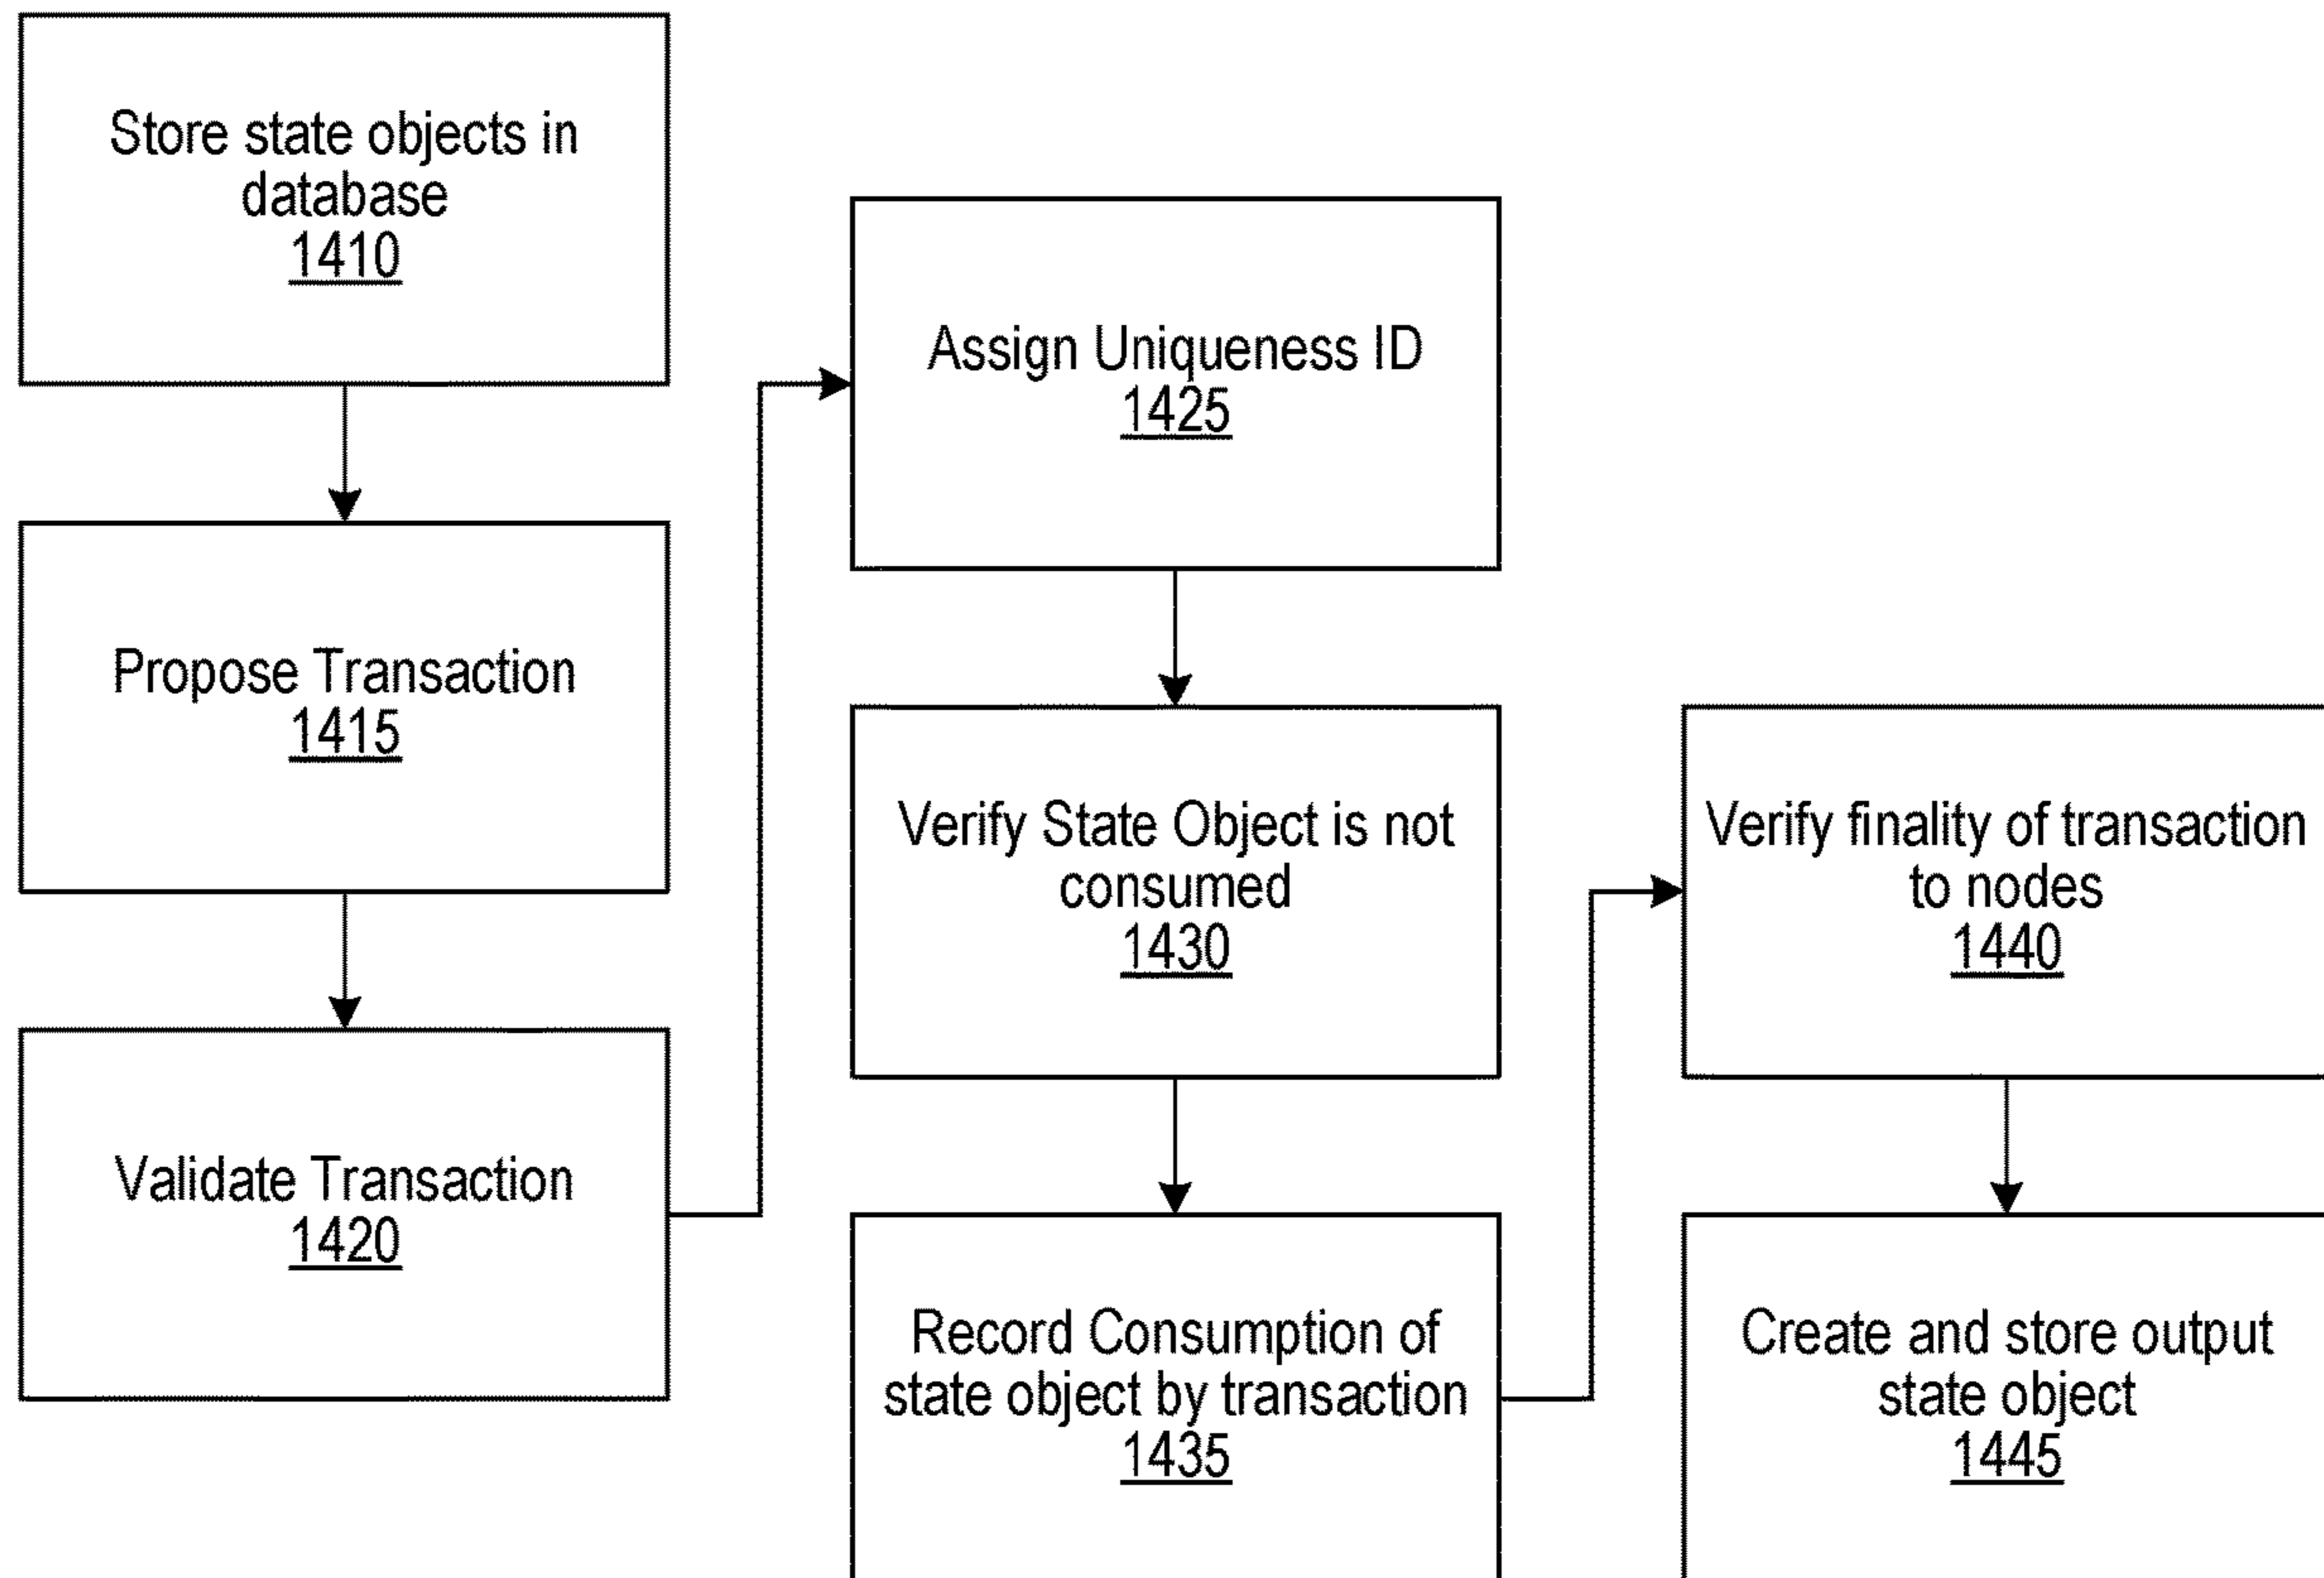 Store state objects in
database
1410
Propose Transaction
1415
Validate Transaction
1420
Assign Uniqueness ID
1425
Verify State Object is not
consumed
1430
Record Consumption of
state object by transaction
1435
Verify finality of transaction
to nodes
1440
Create and store output
state object
1445